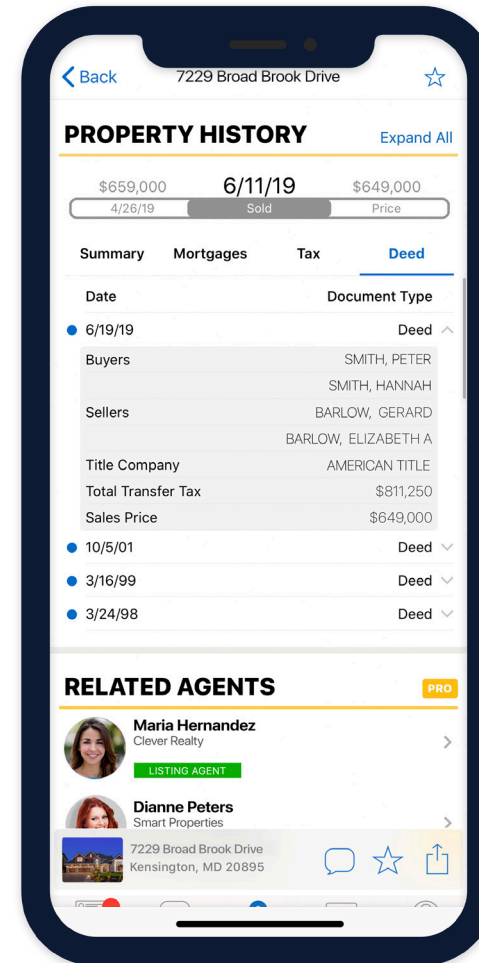 Back 7229 Broad Brook Drive
PROPERTY HISTORY Expand All
$659,000 6/11/19 $649,000
4/26/19 Sold Price
Summary Mortgages Tax Deed
Date Document Type
6/19/19 Deed
Buyers SMITH, PETER
SMITH, HANNAH
Sellers BARLOW, GERARD
BARLOW, ELIZABETH A
Title Company AMERICAN TITLE
Total Transfer Tax $811,250
Sales Price $649,000
10/5/01 Deed
3/16/99 Deed
3/24/98 Deed
RELATED AGENTS PRO
Maria Hernandez
Clever Realty
LISTING AGENT
Dianne Peters
Smart Properties
7229 Broad Brook Drive
Kensington, MD 20895